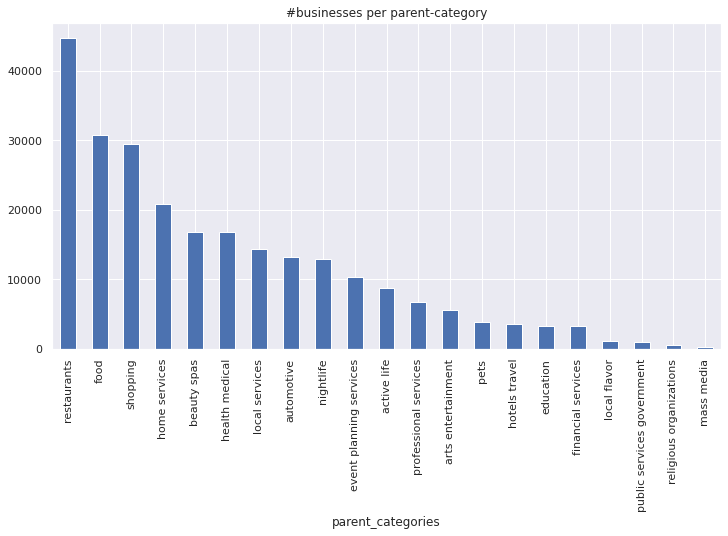 #businesses per parent-category
40000
30000
20000
10000
0
restaurants
food
shopping
home services
beauty spas
health medical
local services
automotive
nightlife
event planning services
active life
professional services
arts entertainment
pets
hotels travel
education
financial services
local flavor
public services government
religious organizations
mass media
parent_categories